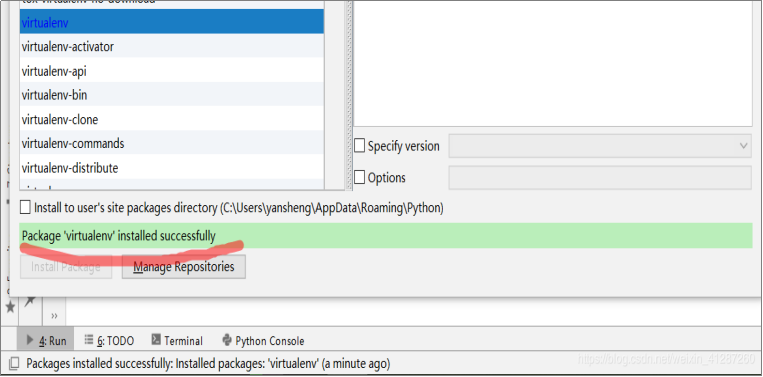 tox-virtualenv-no-download
virtualenv
virtualenv-activator
virtualenv-api
virtualenv-bin
virtualenv-clone
virtualenv-commands
virtualenv-distribute
Specify version
Options
Install to user's site packages directory (C:\Users\yansheng\AppData\Roaming\Python)
Package 'virtualenv' installed successfully
Install Package
Manage Repositories
4: Run
6: TODO
Terminal
Python Console
Packages installed successfully: Installed packages: 'virtualenv' (a minute ago)
https://blog.csdn.net/weixin_41287260